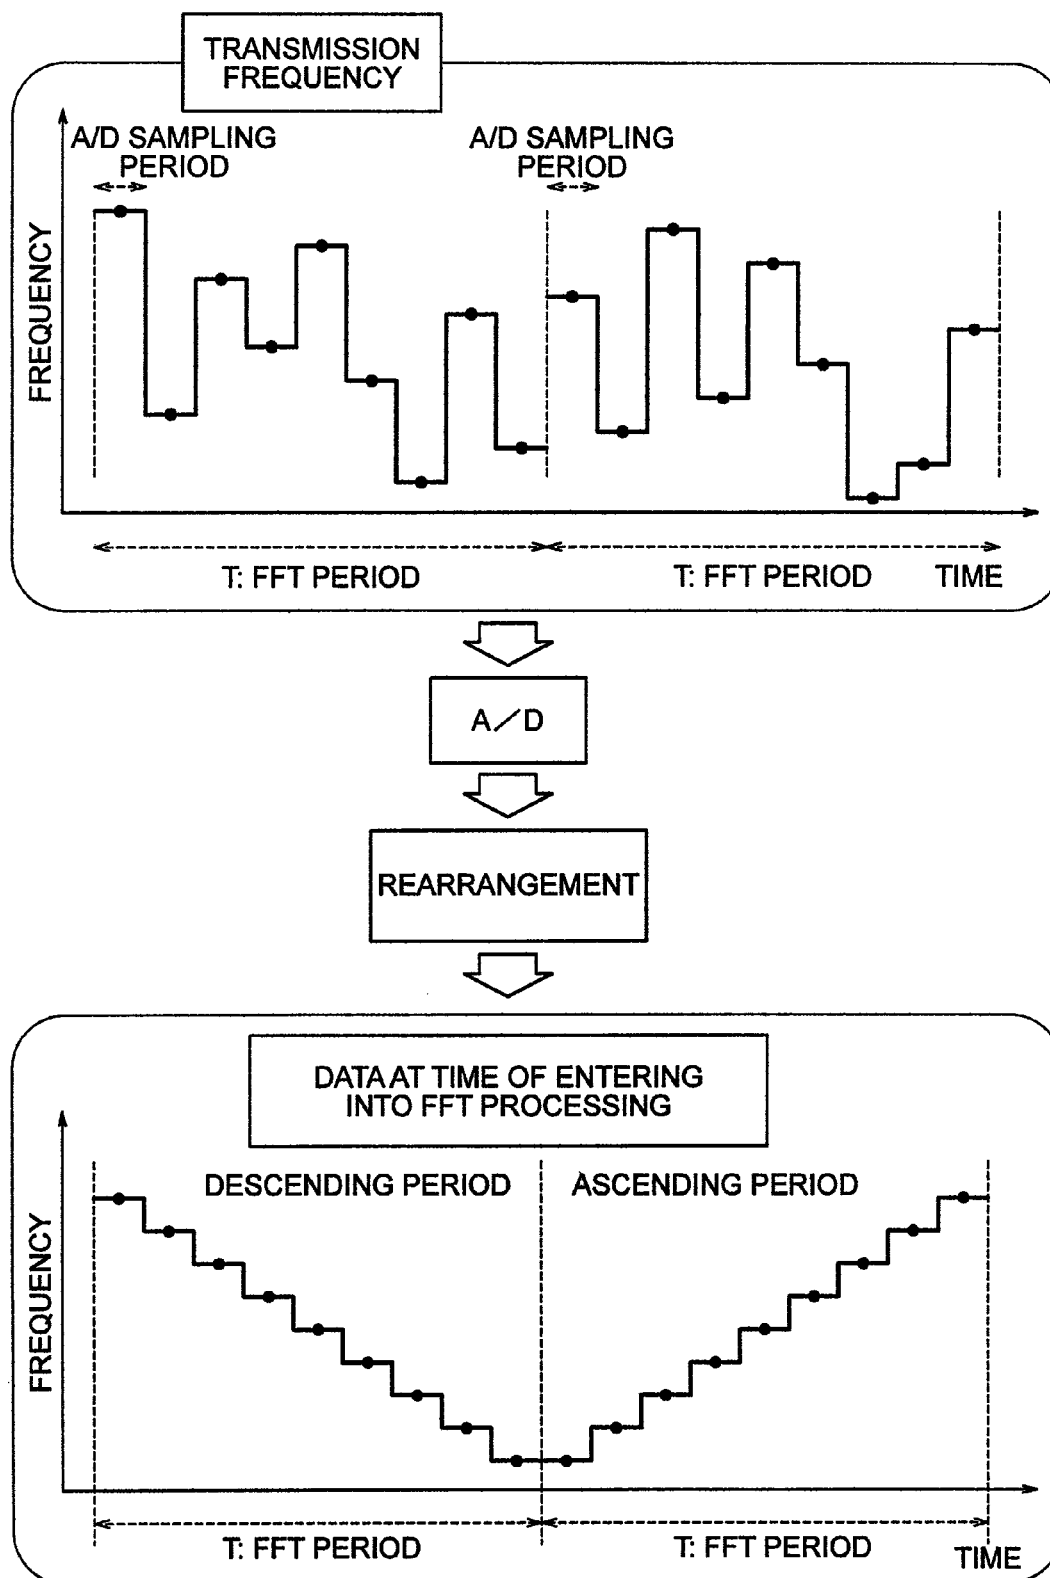 TRANSMISSION
FREQUENCY
A/D SAMPLING
PERIOD
A/D SAMPLING
PERIOD
FREQUENCY
T: FFT PERIOD
T: FFT PERIOD
TIME
A/D
REARRANGEMENT
DATA AT TIME OF ENTERING
INTO FFT PROCESSING
DESCENDING PERIOD
ASCENDING PERIOD
FREQUENCY
T: FFT PERIOD
T: FFT PERIOD
TIME